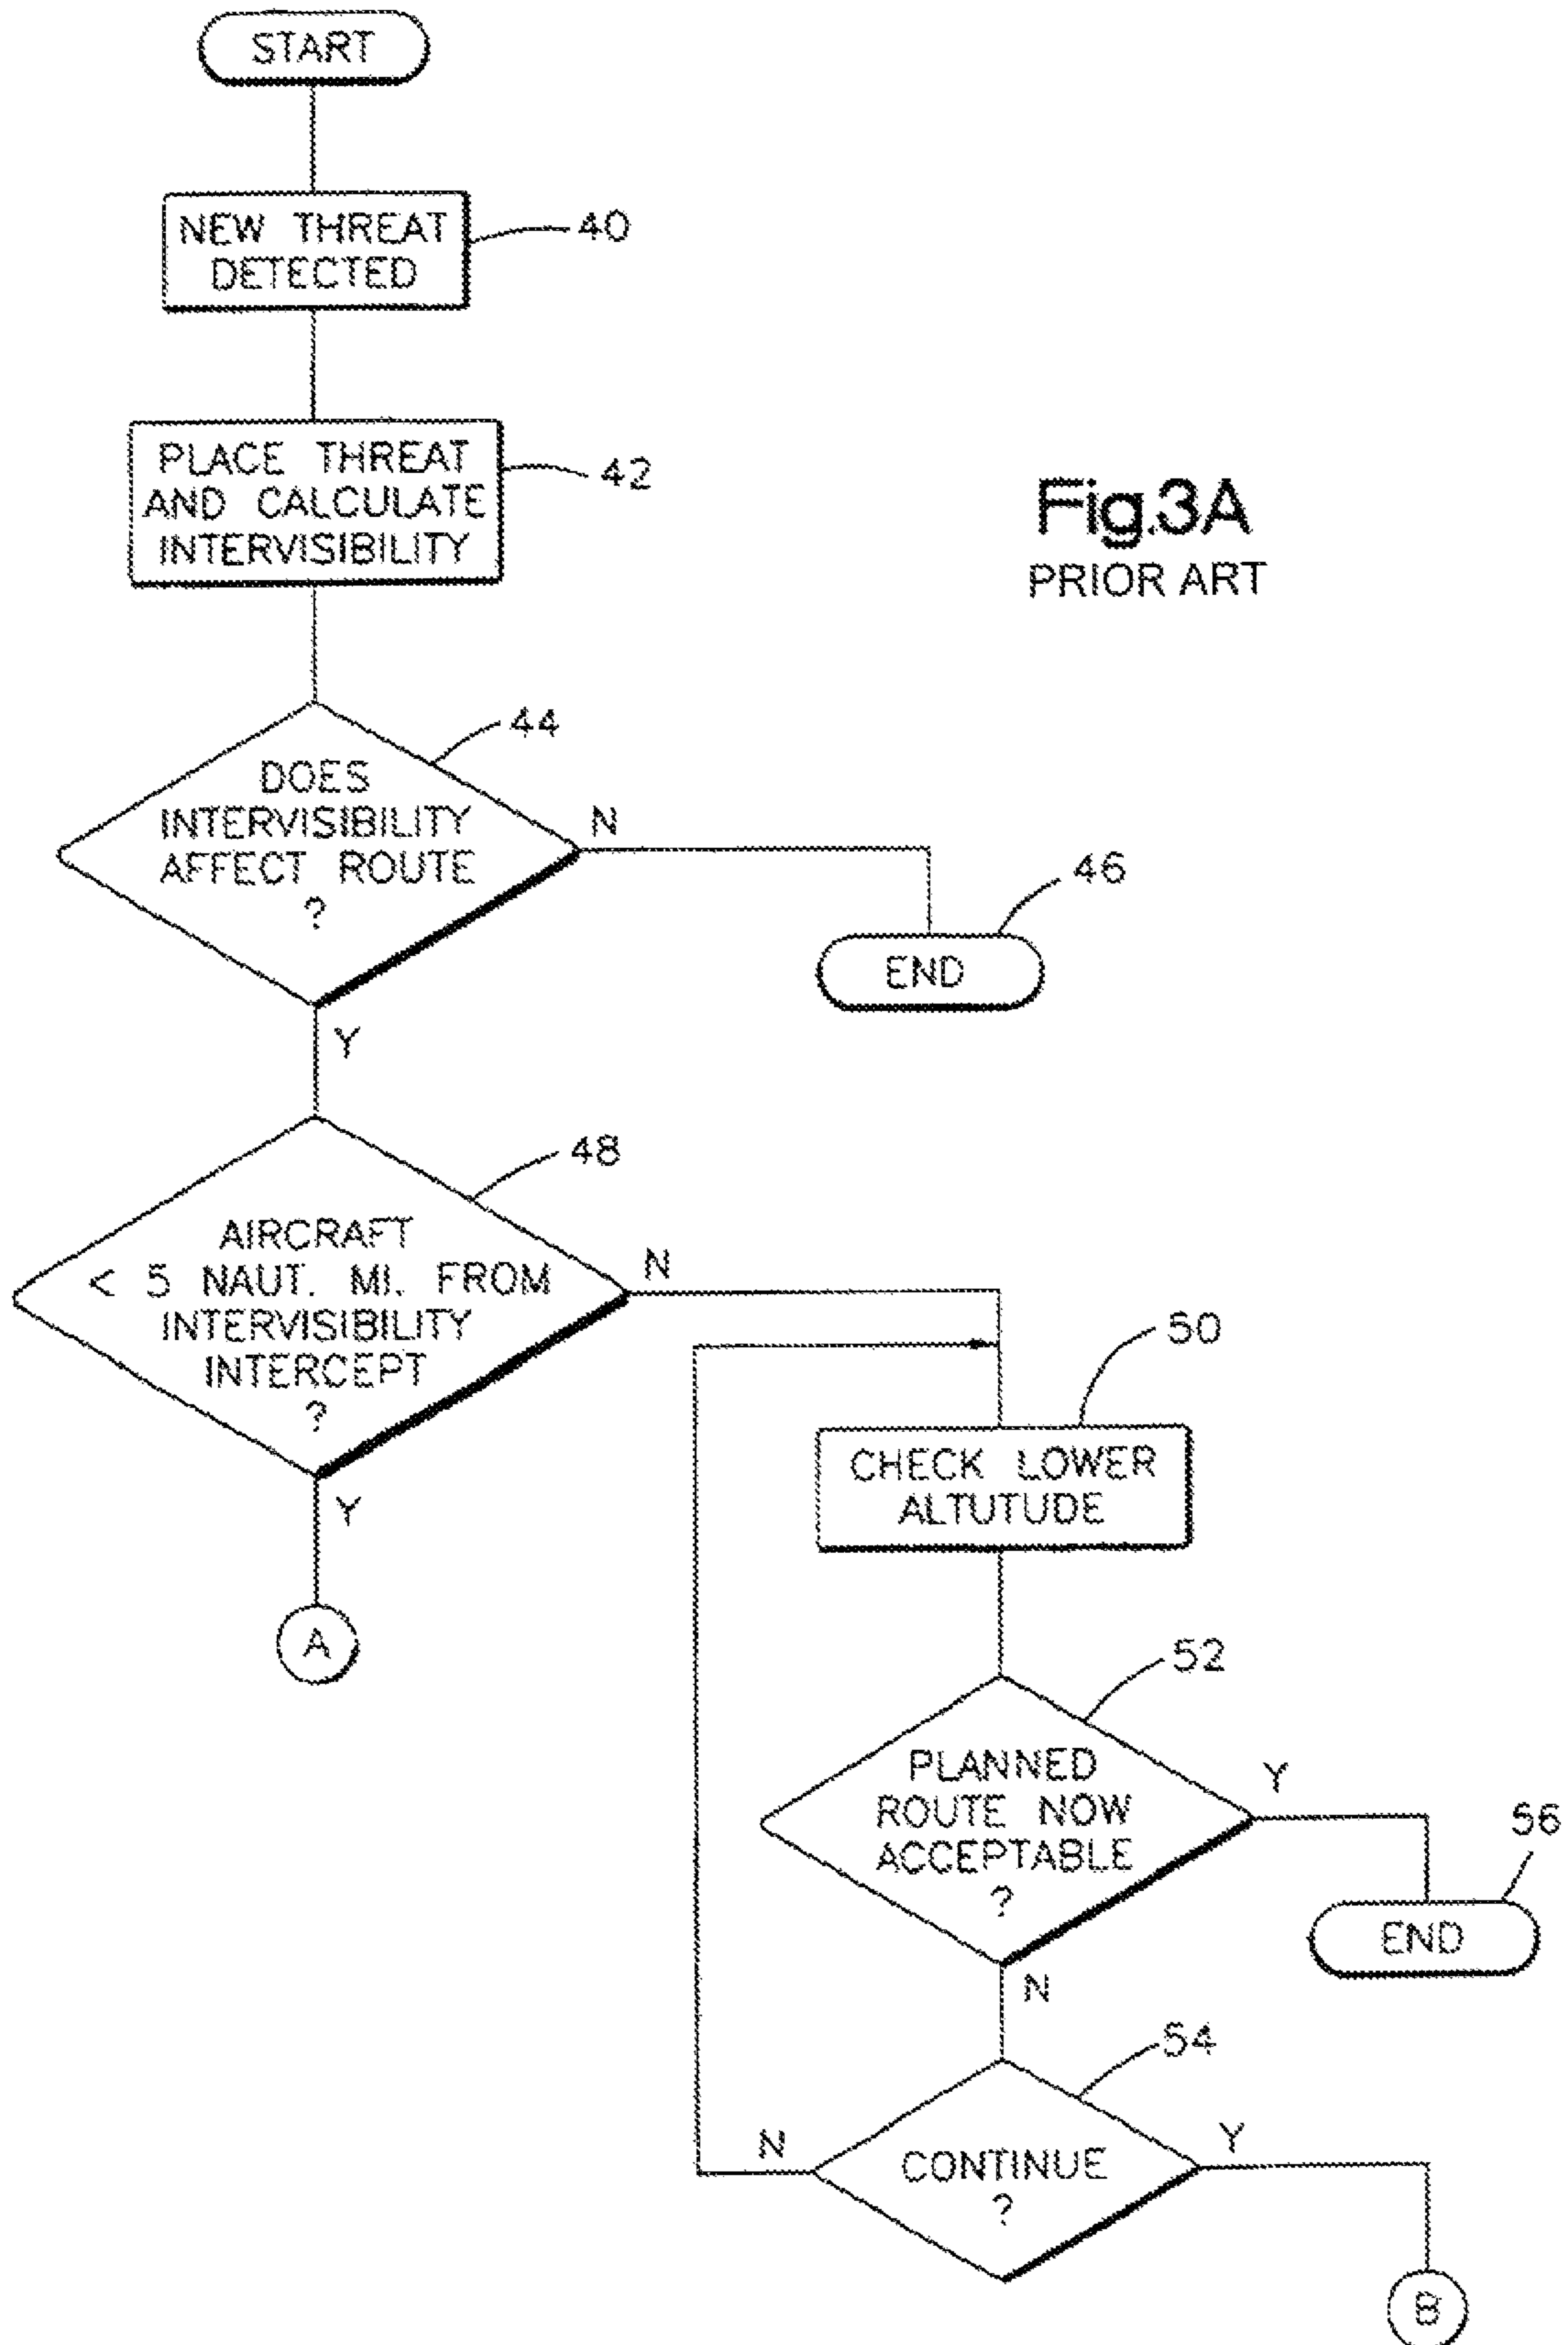 START
NEW THREAT
DETECTED
40
PLACE THREAT
AND CALCULATE
INTERVISIBILITY
42
Fig.3A
PRIOR ART
44
DOES
INTERVISIBILITY
AFFECT ROUTE
?
N
46
END
Y
48
AIRCRAFT
< 5 NAUT. MI. FROM
INTERVISIBILITY
INTERCEPT
?
N
Y
A
50
CHECK LOWER
ALTUTUDE
52
PLANNED
ROUTE NOW
ACCEPTABLE
?
Y
56
END
N
54
CONTINUE
?
N
Y
B